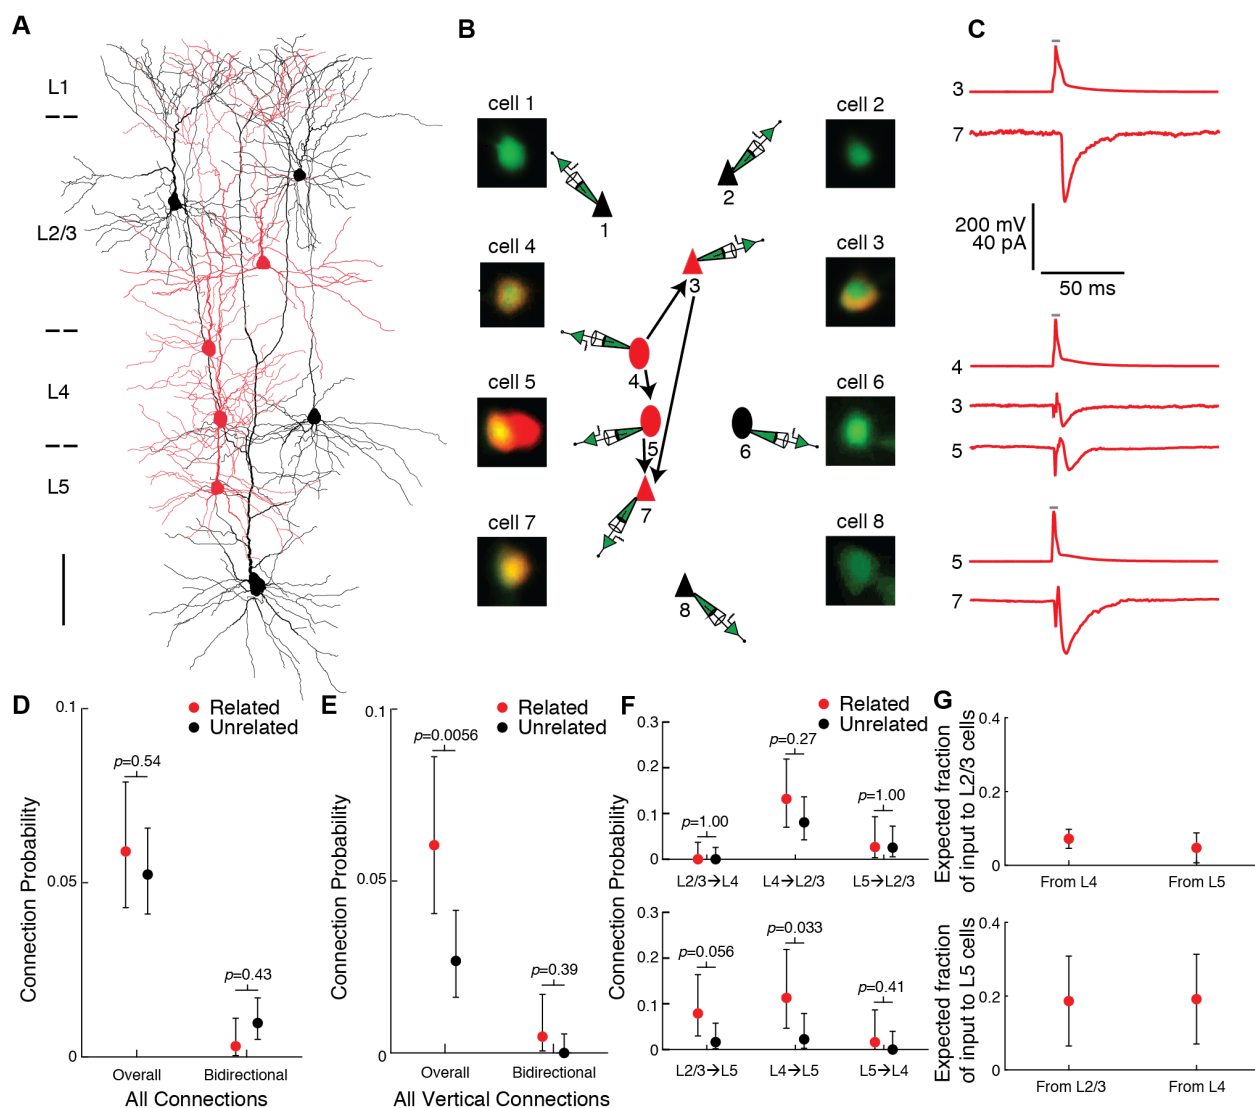 A
L1
L2/3
L4
L5
B
cell 1
cell 2
cell 4
cell 3
cell 5
cell 6
cell 7
cell 8
1
2
3
4
5
6
7
8
C
3
7
200 mV
40 pA
50 ms
4
3
5
5
7
D
Related
Unrelated
0.1
0.05
0
Connection Probability
p=0.54
p=0.43
Overall
Bidirectional
All Connections
E
Related
Unrelated
0.1
0.05
0
Connection Probability
p=0.0056
p=0.39
Overall
Bidirectional
All Vertical Connections
F
Related
Unrelated
Connection Probability
0.3
0.2
0.1
0
p=1.00
p=0.27
p=1.00
L2/3→L4
L4→L2/3
L5→L2/3
0.3
0.2
0.1
0
p=0.056
p=0.033
p=0.41
L2/3→L5
L4→L5
L5→L4
G
Expected fraction
of input to L2/3 cells
0.4
0.2
0
From L4
From L5
Expected fraction
of input to L5 cells
0.4
0.2
0
From L2/3
From L4